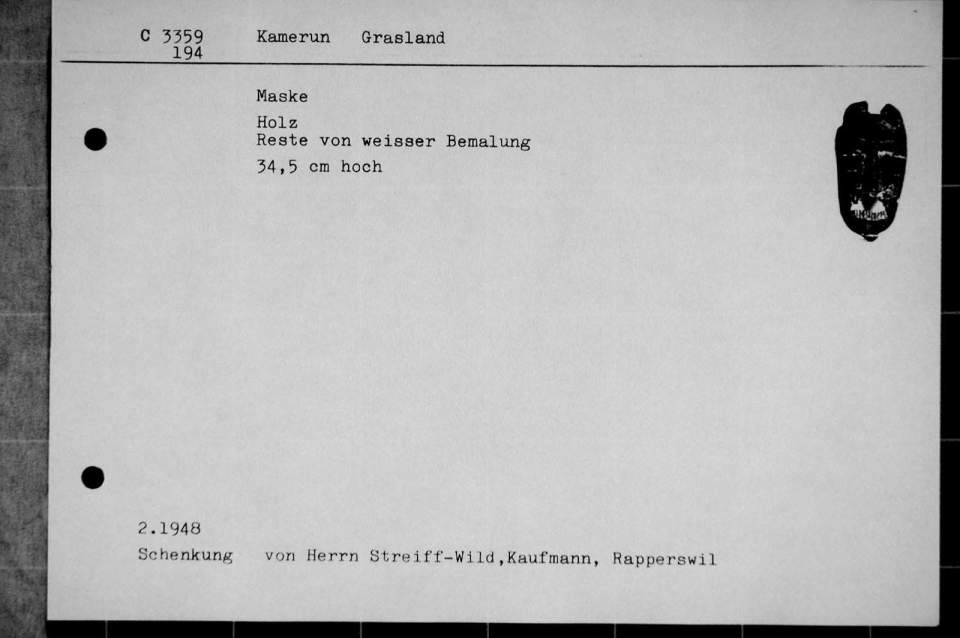 C 3359 Kamerun Grasland
194
Maske
Holz
Reste von weisser Bemalung
34,5 cm hoch
2.1948
Schenkung von Herrn Streiff-Wild,Kaufmann, Rapperswil